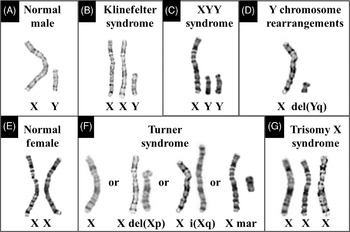 (A) Normal
male
X Y
(B) Klinefelter
syndrome
X X Y
(C) XYY
syndrome
X Y Y
(D) Y chromosome
rearrangements
X del(Yq)
(E) Normal
female
X X
(F) Turner
syndrome
or or or
X X del(Xp) X i(Xq) X mar
(G) Trisomy X
syndrome
X X X